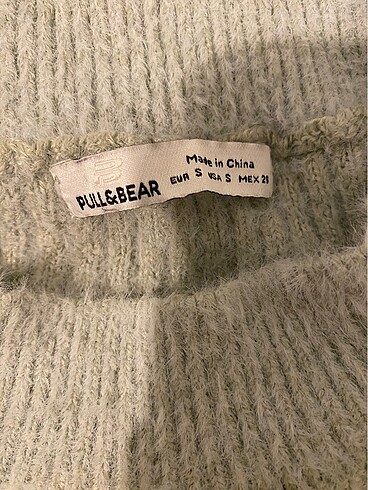 Made in China
EUR S USA S MEX 26
PULL&BEAR